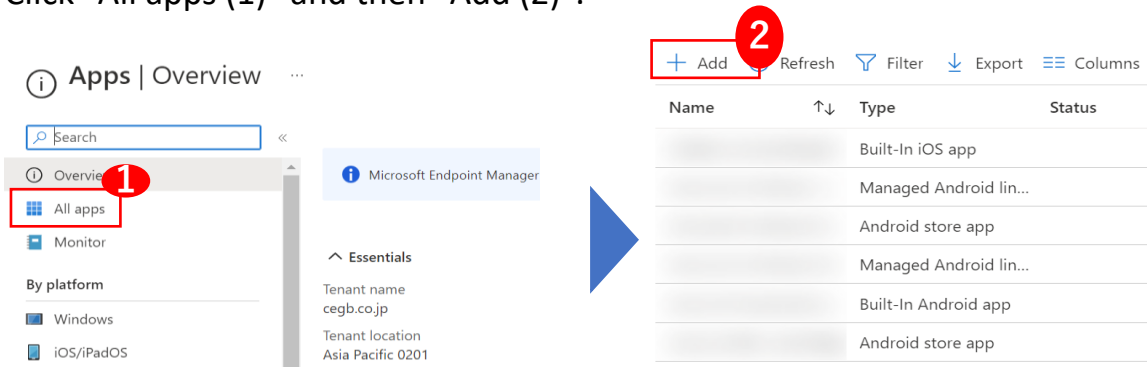 Click "All apps (1)" and then "Add (2)".
Apps | Overview ...
Search «
Overvie
1
All apps
Monitor
By platform
Windows
iOS/iPadOS
Microsoft Endpoint Manager
Essentials
Tenant name
cegb.co.jp
Tenant location
Asia Pacific 0201
2
+ Add Refresh Filter Export Columns
Name ↑↓ Type Status
Built-In iOS app
Managed Android lin...
Android store app
Managed Android lin...
Built-In Android app
Android store app